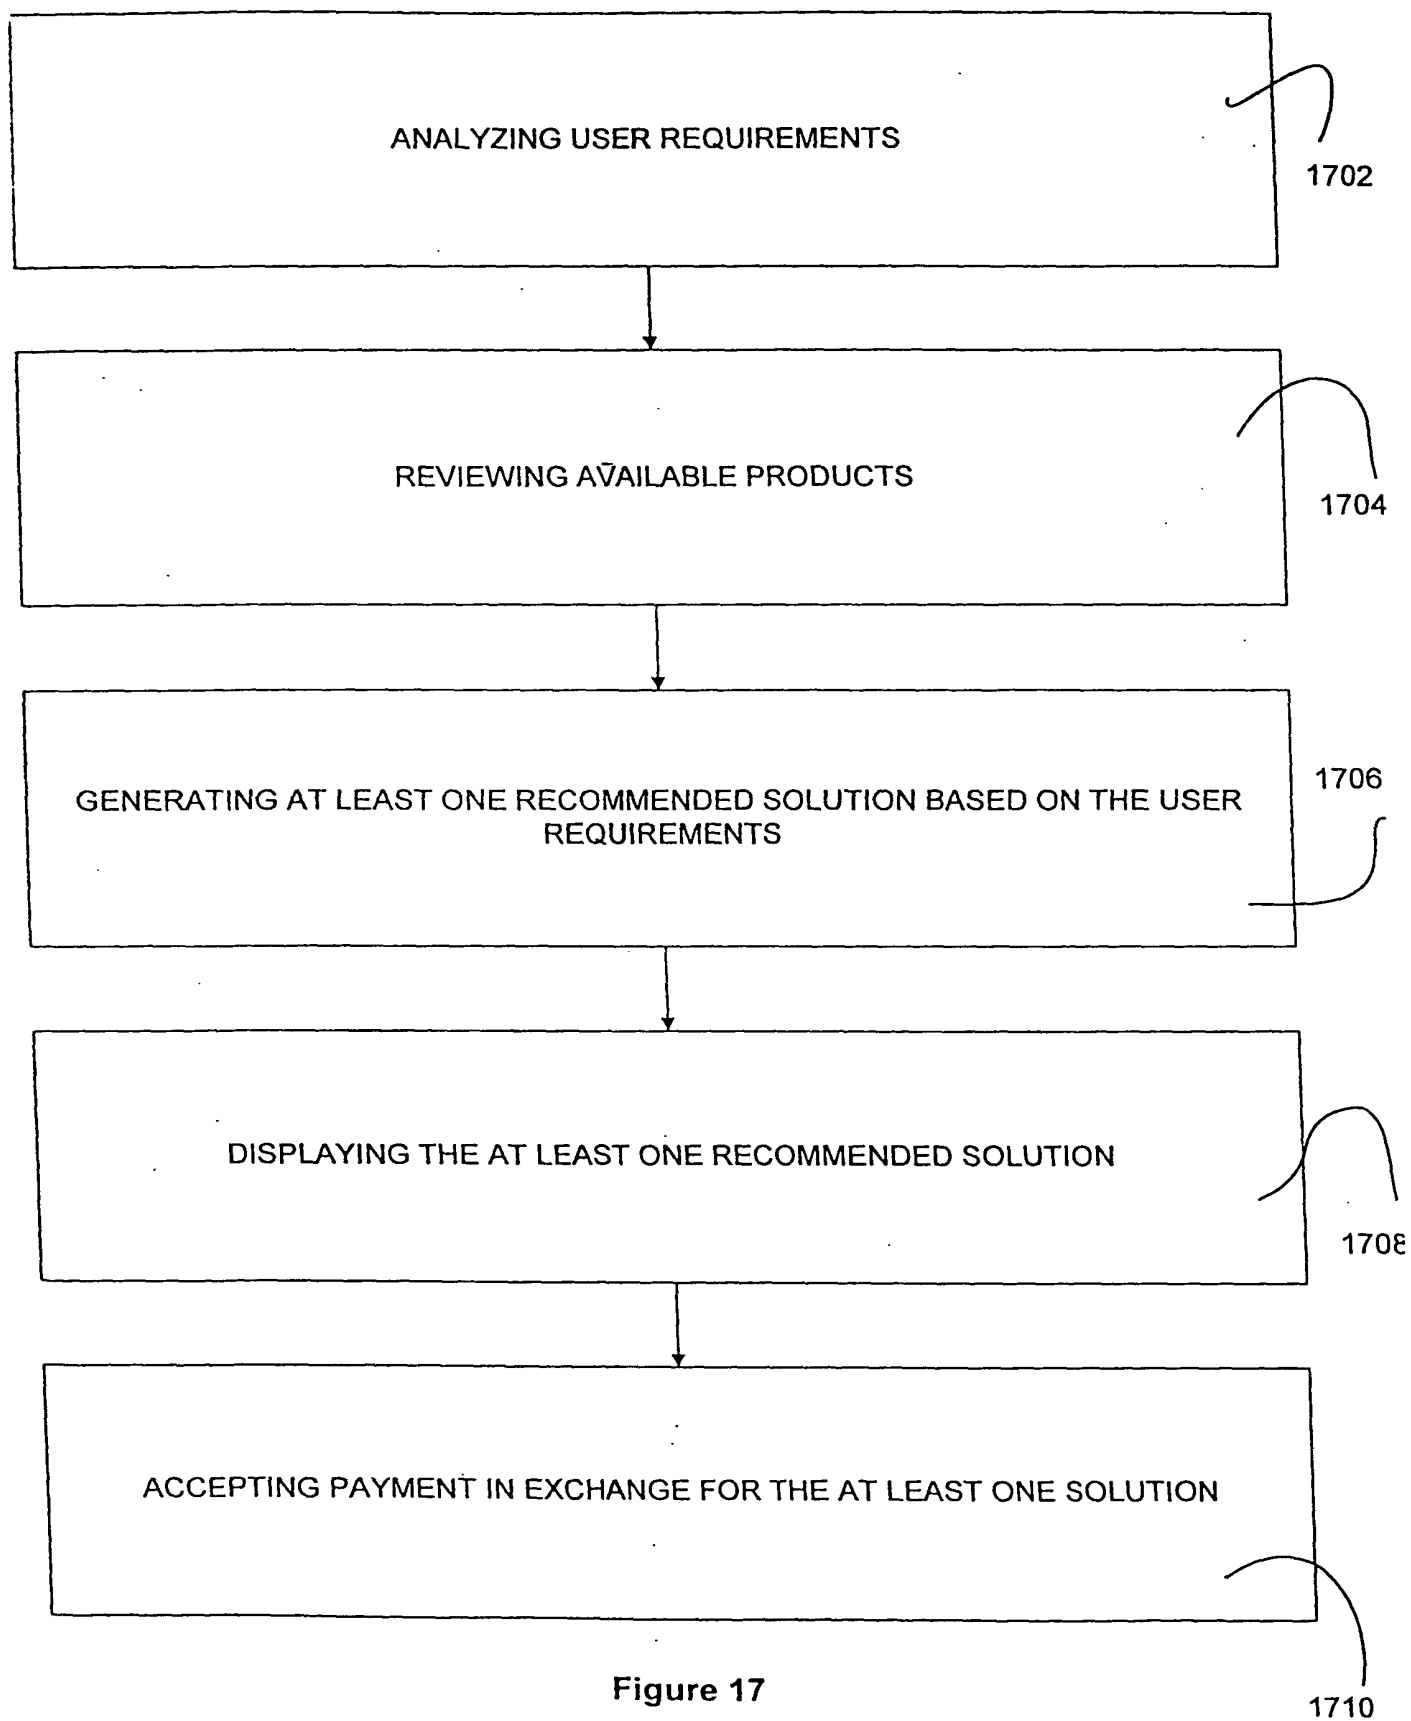 ANALYZING USER REQUIREMENTS
1702
REVIEWING AVAILABLE PRODUCTS
1704
1706
GENERATING AT LEAST ONE RECOMMENDED SOLUTION BASED ON THE USER
REQUIREMENTS
DISPLAYING THE AT LEAST ONE RECOMMENDED SOLUTION
1708
ACCEPTING PAYMENT IN EXCHANGE FOR THE AT LEAST ONE SOLUTION
Figure 17
1710